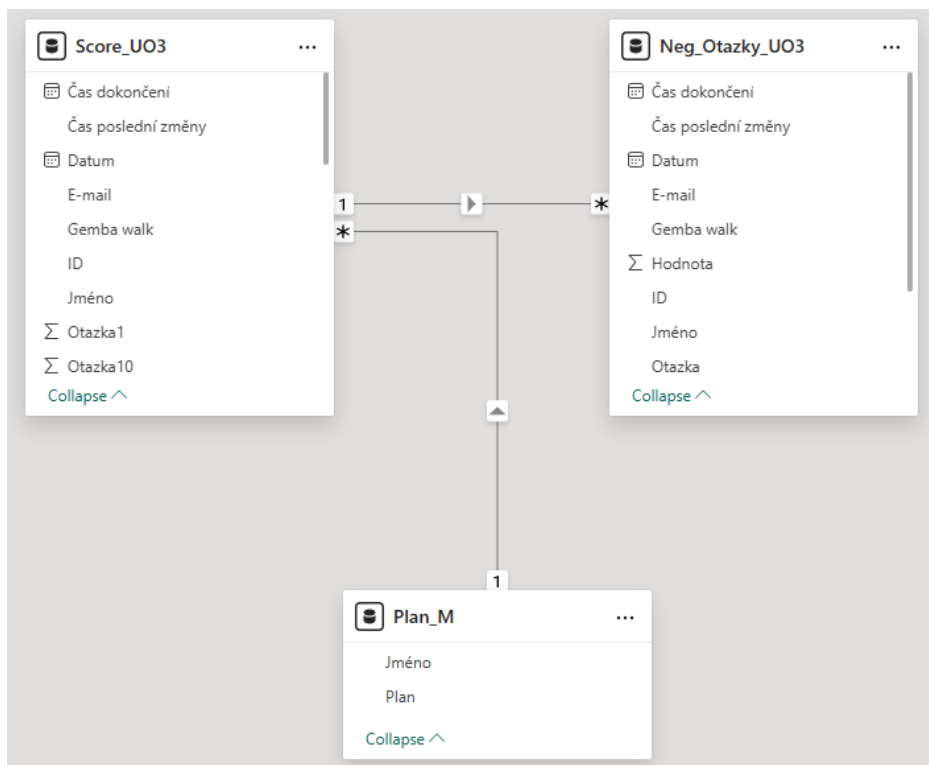 Score_UO3
...
Čas dokončení
Čas poslední změny
Datum
E-mail
Gemba walk
ID
Jméno
Σ Otazka1
Σ Otazka10
Collapse
Neg_Otazky_UO3
...
Čas dokončení
Čas poslední změny
Datum
E-mail
Gemba walk
Σ Hodnota
ID
Jméno
Otazka
Collapse
1
*
*
1
Plan_M
...
Jméno
Plan
Collapse